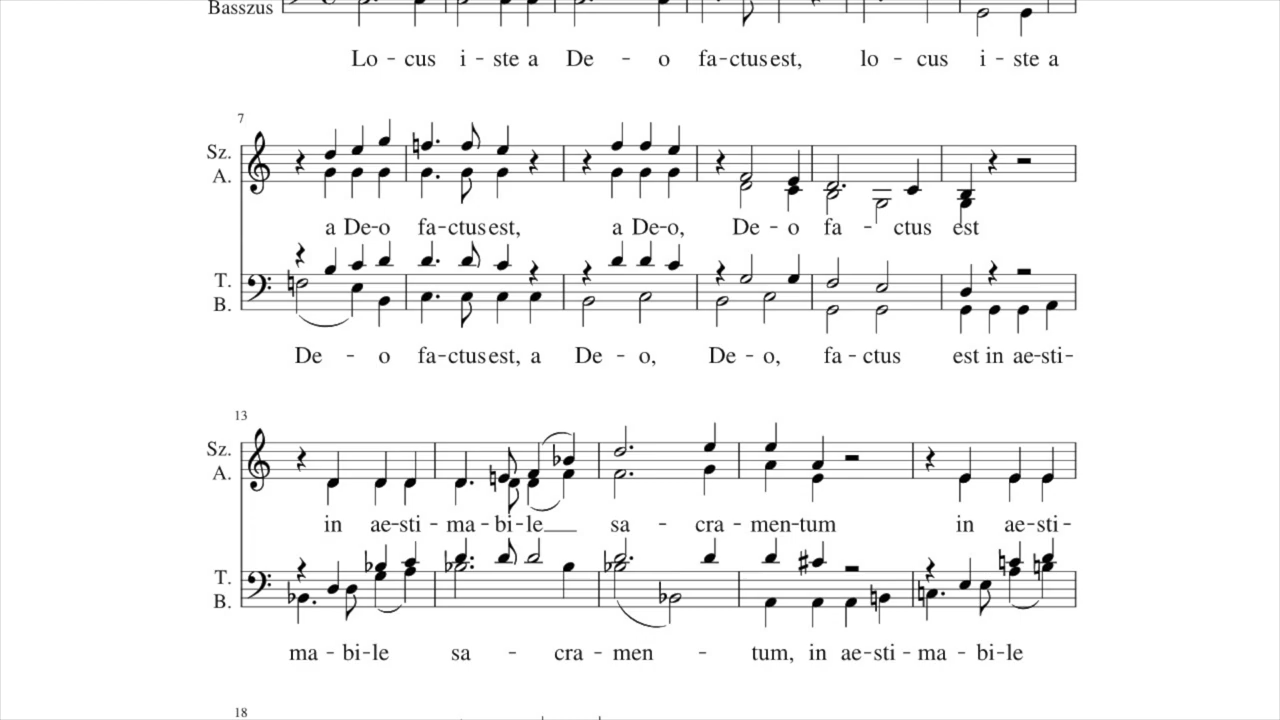 Basszus
Lo - cus i - ste a De - o fa-ctus est, lo - cus i - ste a
7
Sz.
A.
a De-o fa-ctus est, a De-o, De - o fa - ctus est
T.
B.
De - o fa-ctus est, a De - o, De - o, fa - ctus est in ae-sti-
13
Sz.
A.
in ae-sti - ma - bi-le__ sa - cra - men-tum in ae-sti-
T.
B.
ma - bi-le sa - cra - men - tum, in ae-sti - ma - bi-le
18